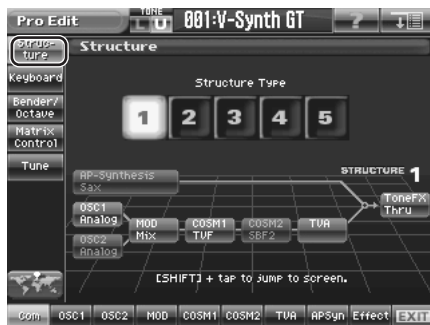 Pro Edit
TONE
L U
001:V-Synth GT
?
Struc-
ture
Structure
Keyboard
Bender/
Octave
Matrix
Control
Tune
Structure Type
1 2 3 4 5
STRUCTURE 1
AP-Synthesis
Sax
OSC1
Analog
OSC2
Analog
MOD
Mix
COSM1
TVF
COSM2
SBF2
TVA
ToneFX
Thru
[SHIFT] + tap to jump to screen.
Com OSC1 OSC2 MOD COSM1 COSM2 TVA APSyn Effect EXIT